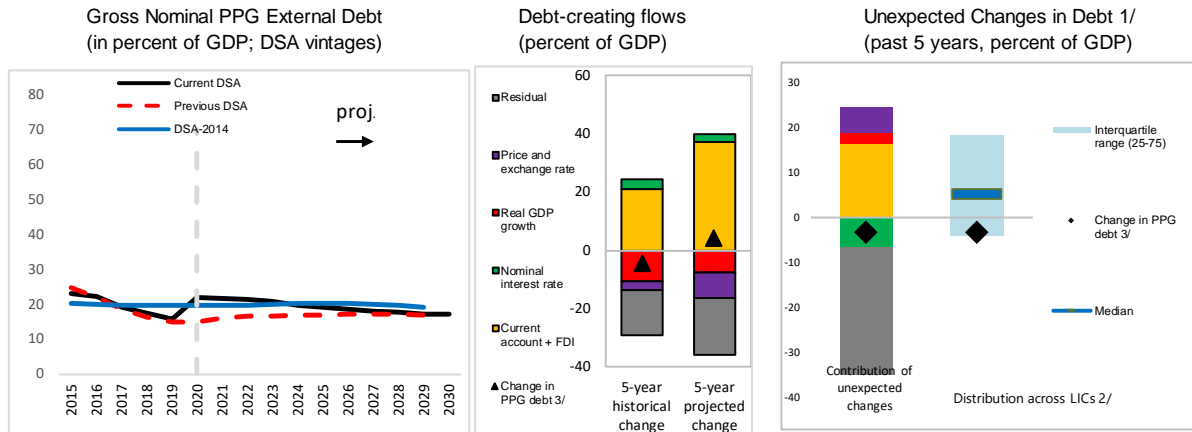 Gross Nominal PPG External Debt
(in percent of GDP; DSA vintages)
Current DSA
Previous DSA
DSA-2014
proj.
80
70
60
50
40
30
20
10
0
2015
2016
2017
2018
2019
2020
2021
2022
2023
2024
2025
2026
2027
2028
2029
2030
Debt-creating flows
(percent of GDP)
Residual
Price and
exchange rate
Real GDP
growth
Nominal
interest rate
Current
account + FDI
Change in
PPG debt 3/
60
40
20
0
-20
-40
5-year
historical
change
5-year
projected
change
Unexpected Changes in Debt 1/
(past 5 years, percent of GDP)
30
20
10
0
-10
-20
-30
-40
Contribution of
unexpected
changes
Distribution across LICs 2/
Interquartile
range (25-75)
Change in PPG
debt 3/
Median